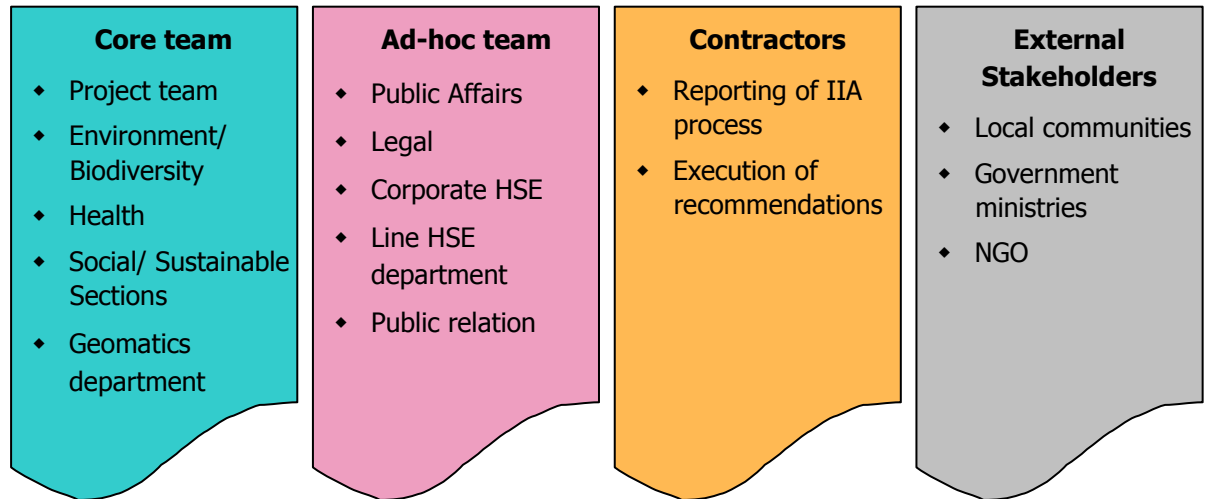 Core team
◆ Project team
◆ Environment/
Biodiversity
◆ Health
◆ Social/ Sustainable
Sections
◆ Geomatics
department
Ad-hoc team
◆ Public Affairs
◆ Legal
◆ Corporate HSE
◆ Line HSE
department
◆ Public relation
Contractors
◆ Reporting of IIA
process
◆ Execution of
recommendations
External
Stakeholders
◆ Local communities
◆ Government
ministries
◆ NGO